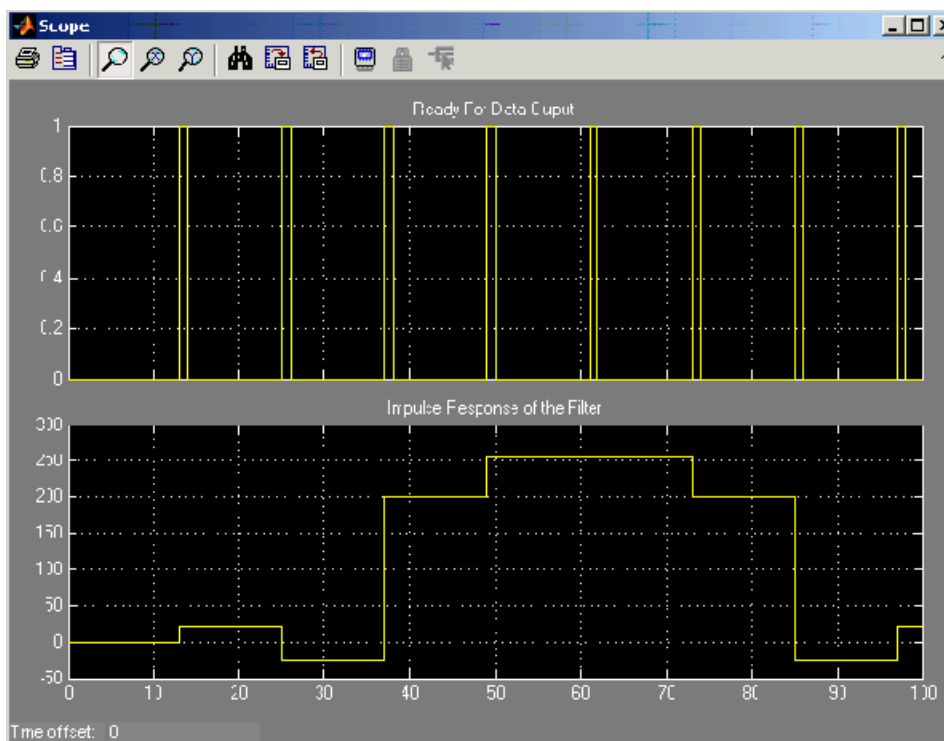 Scope
Ready For Data Ouput
1
0.8
0.6
0.4
0.2
0
Impulse Response of the Filter
300
250
200
150
100
50
0
-50
0 10 20 30 40 50 60 70 80 90 100
Time offset: 0